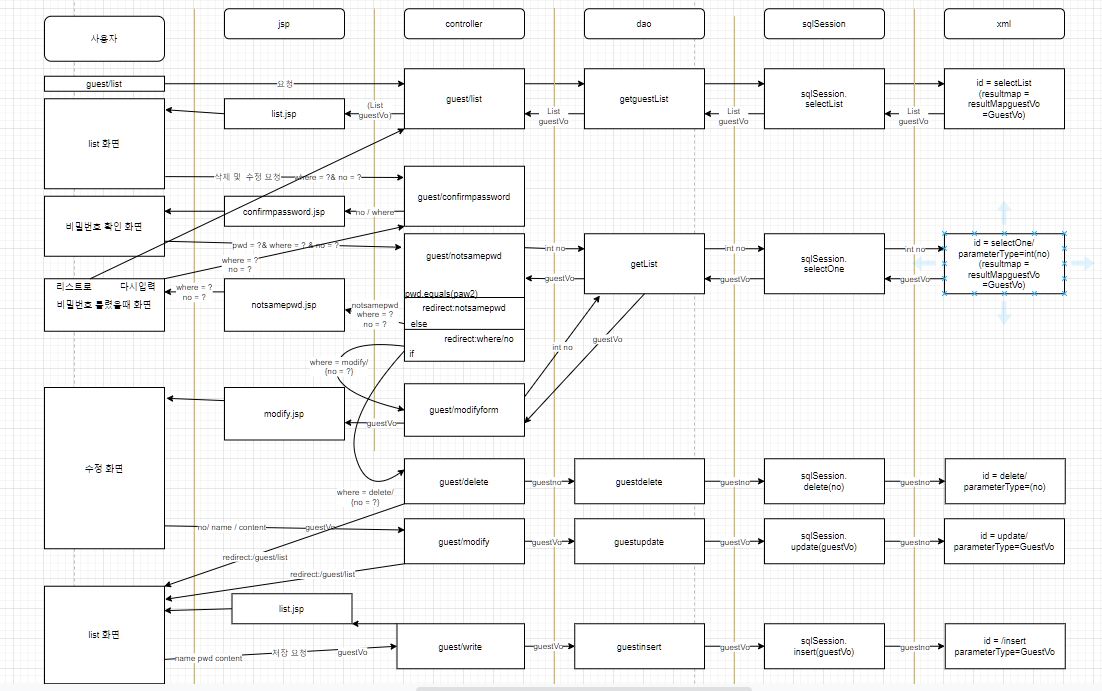 사용자
jsp
controller
dao
sqlSession
xml
guest/list
요청
guest/list
getguestList
sqlSession.
selectList
id = selectList
(resultmap =
resultMapguestVo
=GuestVo)
list 화면
list.jsp
(List
guestVo)
List
guestVo
List
guestVo
List
guestVo
삭제 및 수정 요청
where = ?& no = ?
guest/confirmpassword
비밀번호 확인 화면
confirmpassword.jsp
no / where
pwd = ?& where = ? & no = ?
where = ?
no = ?
guest/notsamepwd
int no
guestVo
getList
int no
guestVo
sqlSession.
selectOne
int no
guestVo
id = selectOne/
parameterType=int(no)
(resultmap =
resultMapguestVo
=GuestVo)
리스트로
다시입력
비밀번호 틀렸을때 화면
where = ?
no = ?
notsamepwd.jsp
notsamepwd
where = ?
no = ?
pwd.equals(paw2)
redirect:notsamepwd
else
redirect:where/no
if
where = modify/
(no = ?)
int no
guestVo
수정 화면
modify.jsp
guestVo
guest/modifyform
where = delete/
(no = ?)
guest/delete
guestno
guestdelete
guestno
sqlSession.
delete(no)
guestno
id = delete/
parameterType=(no)
no/ name / content
guestVo
guest/modify
guestVo
guestupdate
guestVo
sqlSession.
update(guestVo)
guestno
id = update/
parameterType=GuestVo
redirect:/guest/list
redirect:/guest/list
list 화면
list.jsp
name pwd content
저장 요청
guestVo
guest/write
guestVo
guestinsert
guestVo
sqlSession.
insert(guestVo)
guestno
id = /insert
parameterType=GuestVo